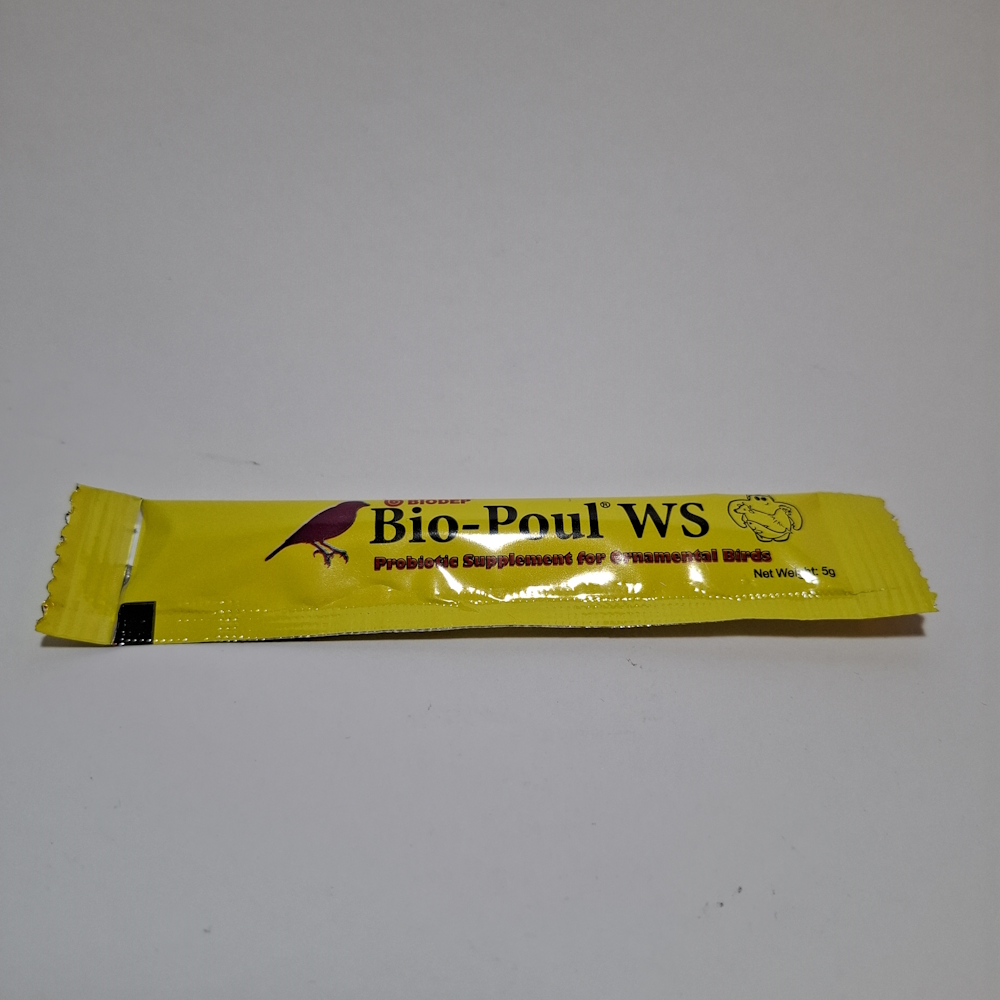 BIODEP
Bio-Poul® WS
Probiotic Supplement for Ornamental Birds
Net Weight: 5g